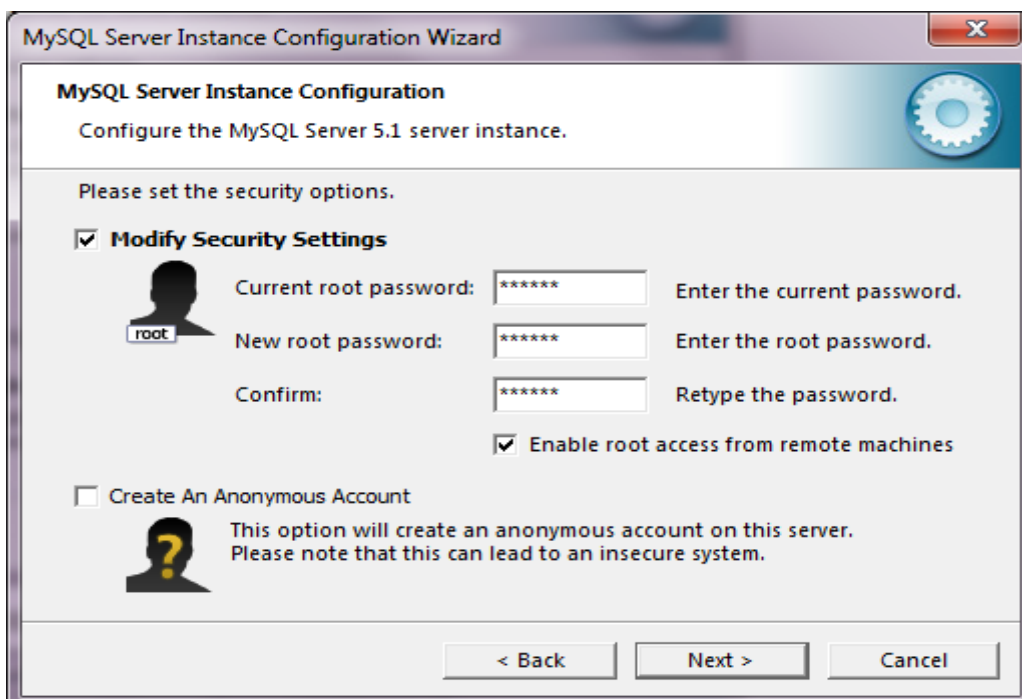 MySQL Server Instance Configuration Wizard
MySQL Server Instance Configuration
Configure the MySQL Server 5.1 server instance.
Please set the security options.
Modify Security Settings
root
Current root password: ****** Enter the current password.
New root password: ****** Enter the root password.
Confirm: ****** Retype the password.
Enable root access from remote machines
Create An Anonymous Account
This option will create an anonymous account on this server.
Please note that this can lead to an insecure system.
< Back Next > Cancel